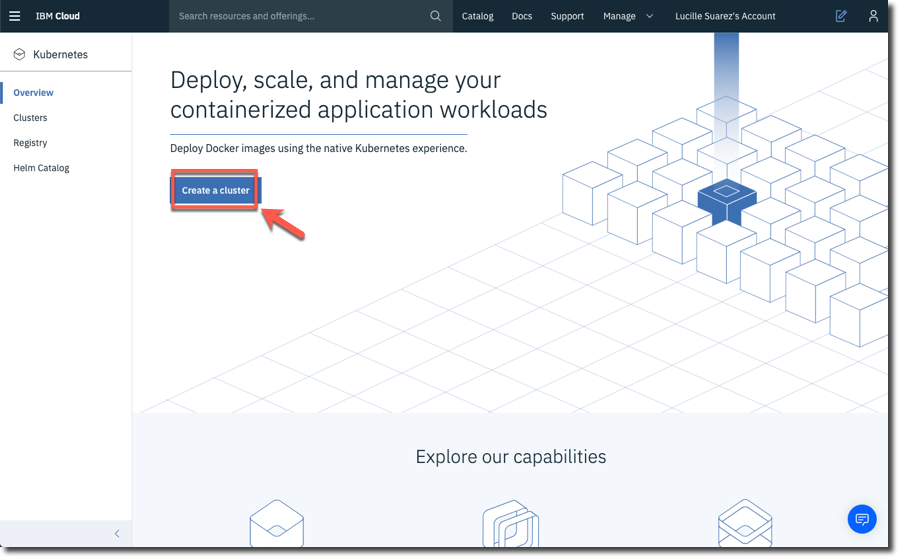 IBM Cloud
Search resources and offerings...
Catalog
Docs
Support
Manage
Lucille Suarez's Account
Kubernetes
Overview
Clusters
Registry
Helm Catalog
Deploy, scale, and manage your
containerized application workloads
Deploy Docker images using the native Kubernetes experience.
Create a cluster
Explore our capabilities